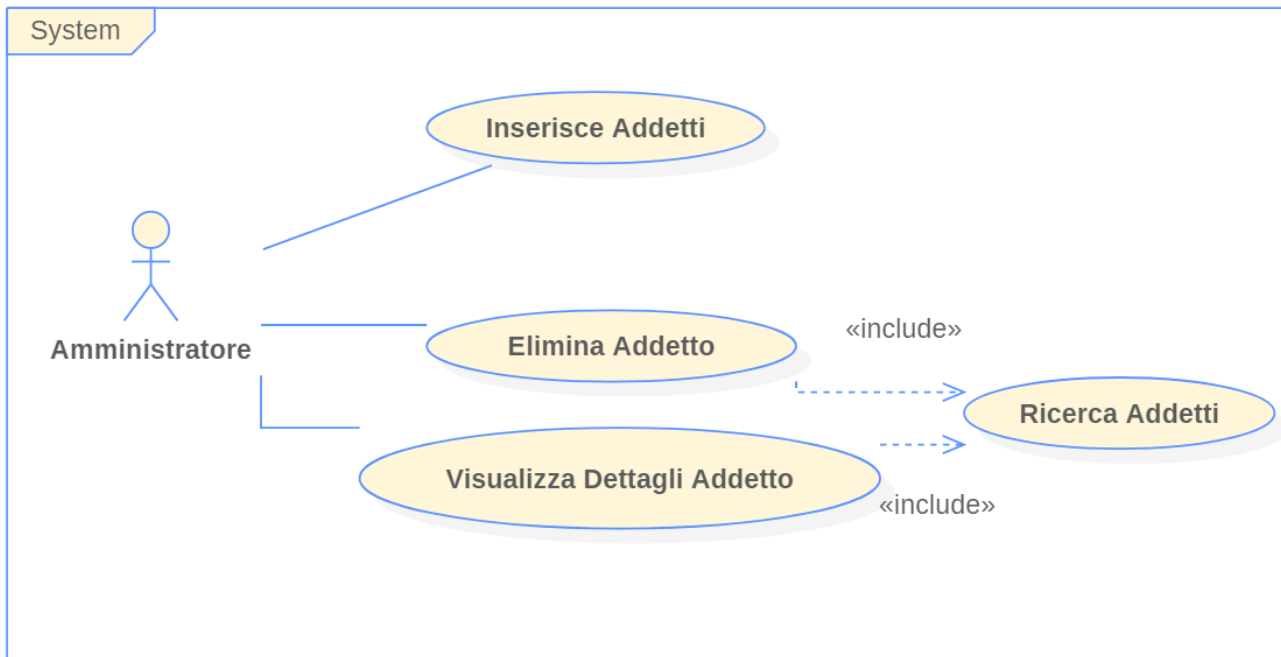 System
Inserisce Addetti
Amministratore
Elimina Addetto
«include»
Ricerca Addetti
Visualizza Dettagli Addetto
«include»